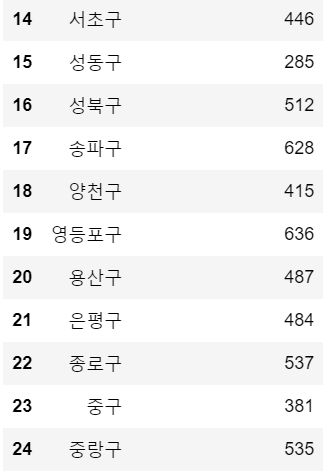 14 서초구 446
15 성동구 285
16 성북구 512
17 송파구 628
18 양천구 415
19 영등포구 636
20 용산구 487
21 은평구 484
22 종로구 537
23 중구 381
24 중랑구 535